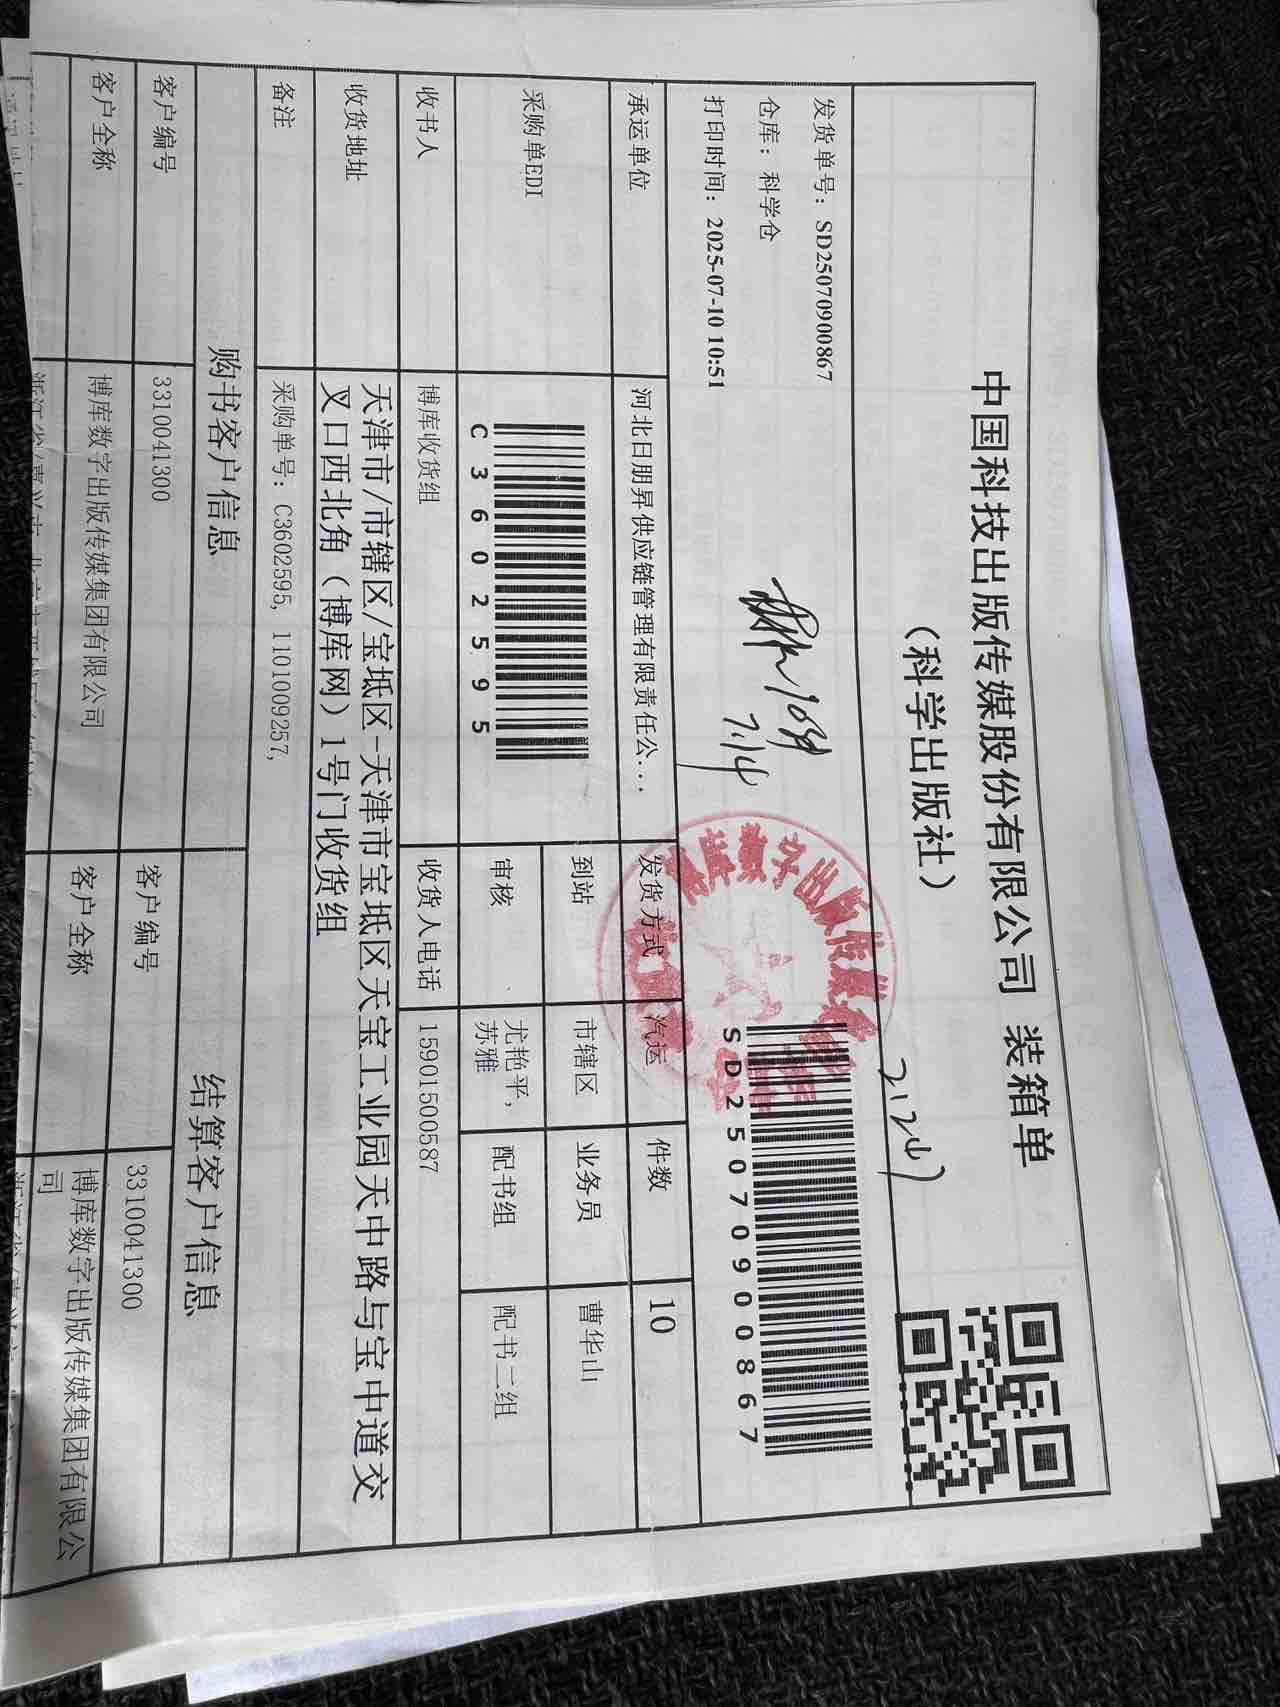 中国科技出版传媒股份有限公司 装箱单
（科学出版社）
发货单号：SD2507090867
仓库：科学仓
打印时间：2025-07-10 10:51
7.14
SD2507090867
承运单位 河北日朋昇供应链管理有限责任公... 发货方式 汽运 件数 10
采购单EDI C3602595 到站 市辖区 业务员 曹华山
审核 尤艳平,苏雅 配书组 配书二组
收书人 博库收货组 收货人电话 15901500587
收货地址 天津市/市辖区/宝坻区-天津市宝坻区天宝工业园天中路与宝中道交
叉口西北角（博库网）1号门收货组
备注 采购单号：C3602595, 1101009257,
购书客户信息 结算客户信息
客户编号 3310041300 客户编号 3310041300
客户全称 博库数字出版传媒集团有限公司 客户全称 博库数字出版传媒集团有限公
司